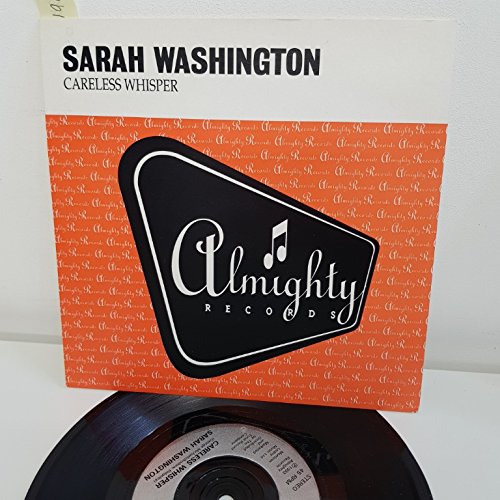 SARAH WASHINGTON
CARELESS WHISPER
Almighty
RECORDS
CARELESS WHISPER
SARAH WASHINGTON
STEREO
45 RPM